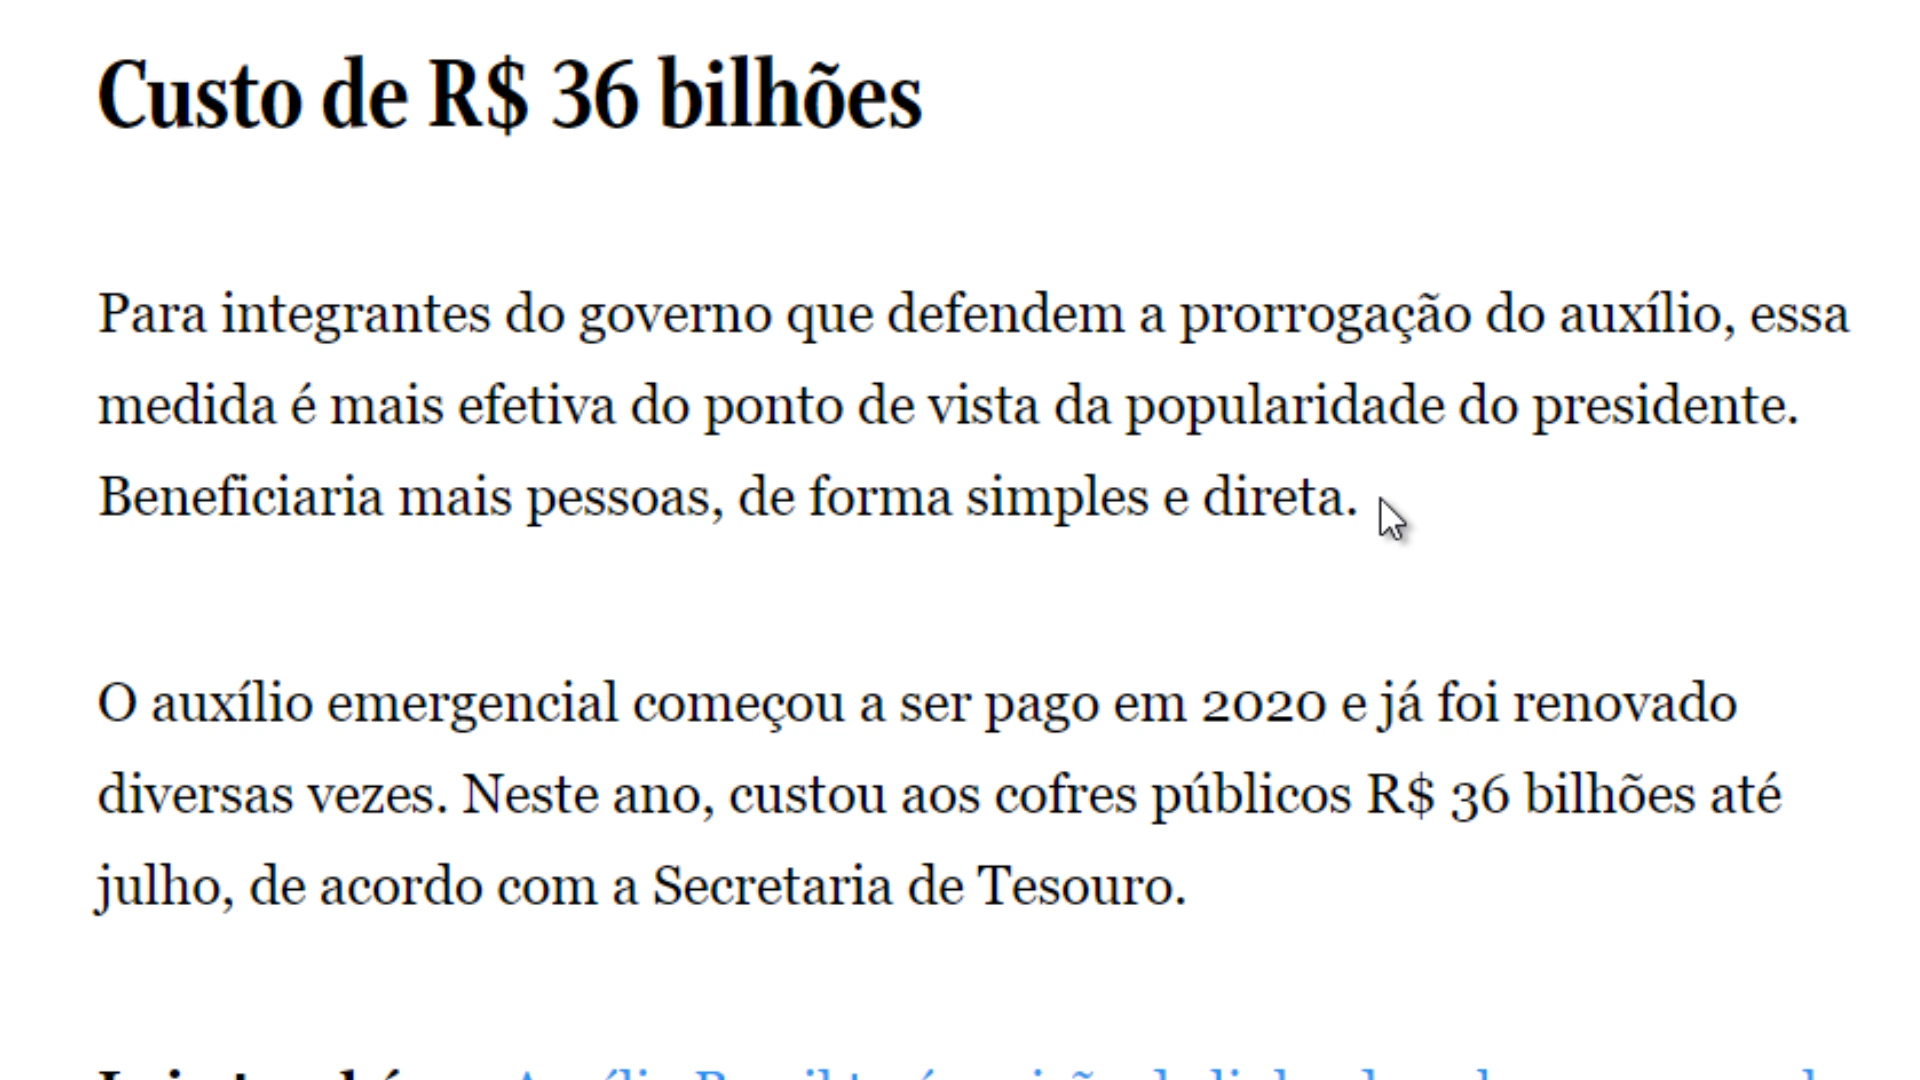 Custo de R$ 36 bilhões
Para integrantes do governo que defendem a prorrogação do auxílio, essa
medida é mais efetiva do ponto de vista da popularidade do presidente.
Beneficiaria mais pessoas, de forma simples e direta.
O auxílio emergencial começou a ser pago em 2020 e já foi renovado
diversas vezes. Neste ano, custou aos cofres públicos R$ 36 bilhões até
julho, de acordo com a Secretaria de Tesouro.